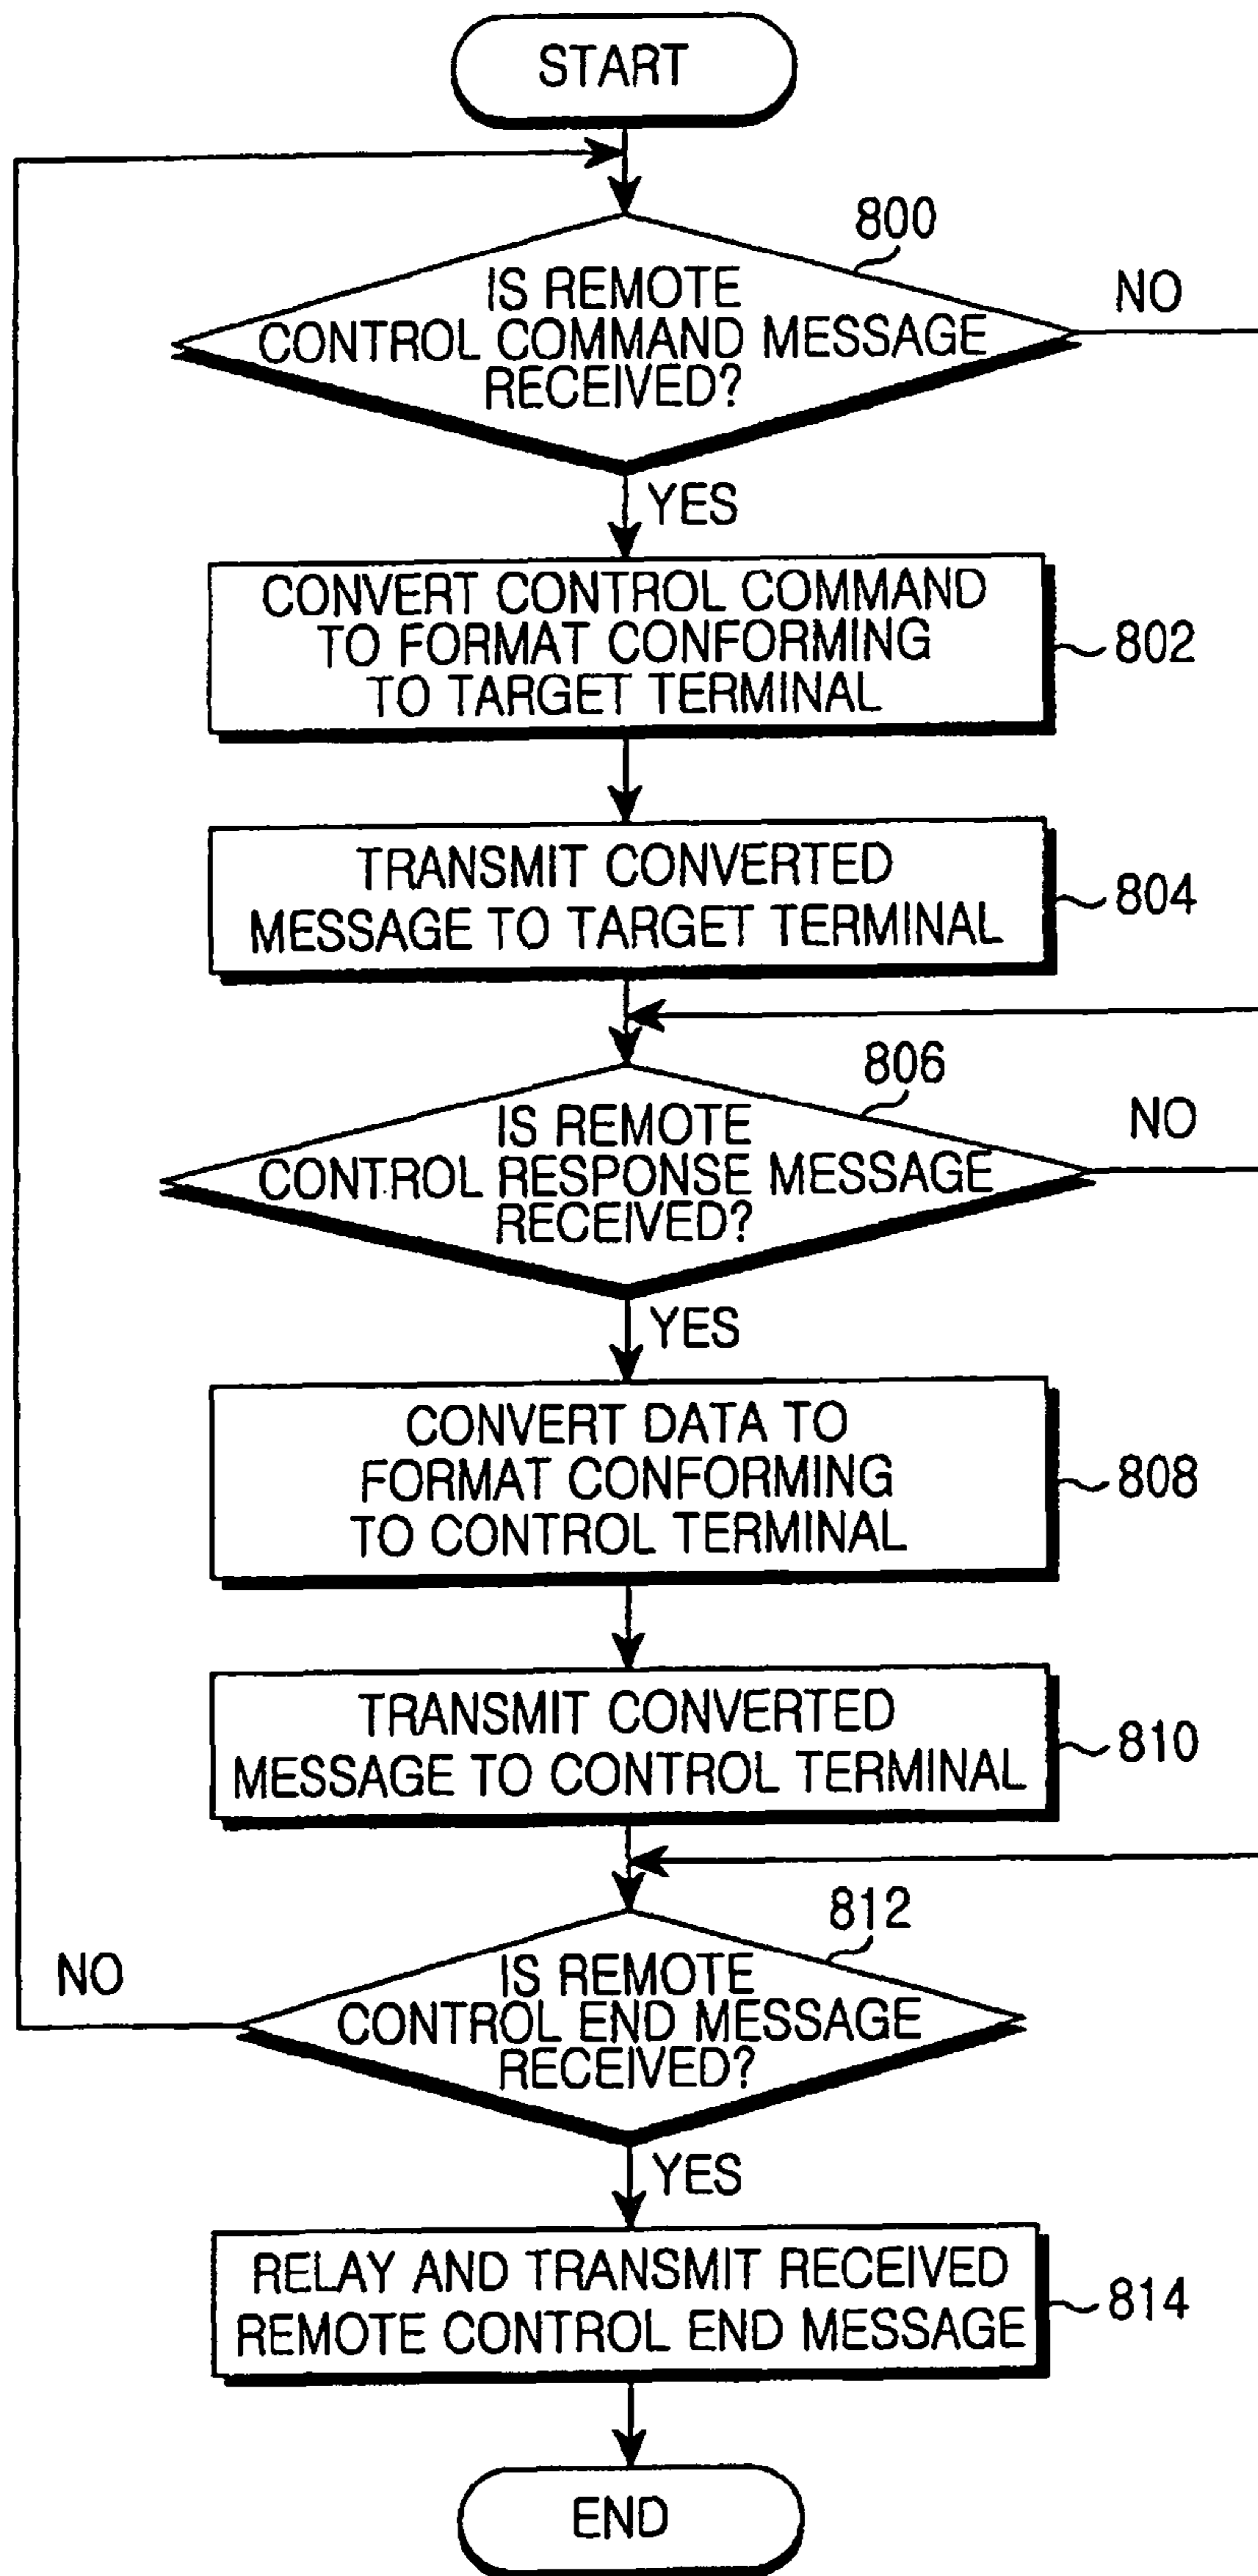 START
800
IS REMOTE
CONTROL COMMAND MESSAGE
RECEIVED?
NO
YES
CONVERT CONTROL COMMAND
TO FORMAT CONFORMING
TO TARGET TERMINAL
802
TRANSMIT CONVERTED
MESSAGE TO TARGET TERMINAL
804
806
IS REMOTE
CONTROL RESPONSE MESSAGE
RECEIVED?
NO
YES
CONVERT DATA TO
FORMAT CONFORMING
TO CONTROL TERMINAL
808
TRANSMIT CONVERTED
MESSAGE TO CONTROL TERMINAL
810
812
IS REMOTE
CONTROL END MESSAGE
RECEIVED?
NO
YES
RELAY AND TRANSMIT RECEIVED
REMOTE CONTROL END MESSAGE
814
END